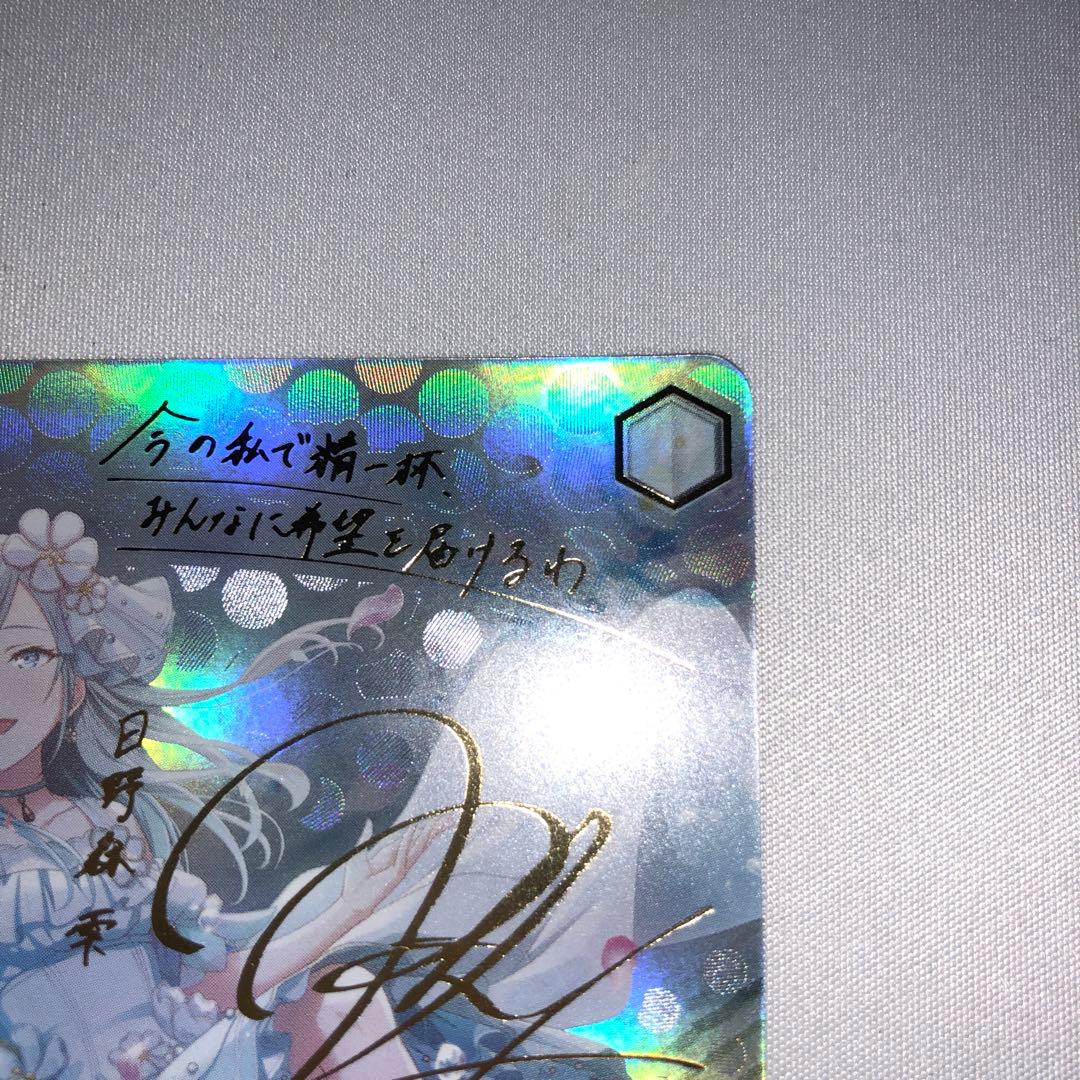 今の私で精一杯、
みんなに希望を届けるわ
日野森 雫